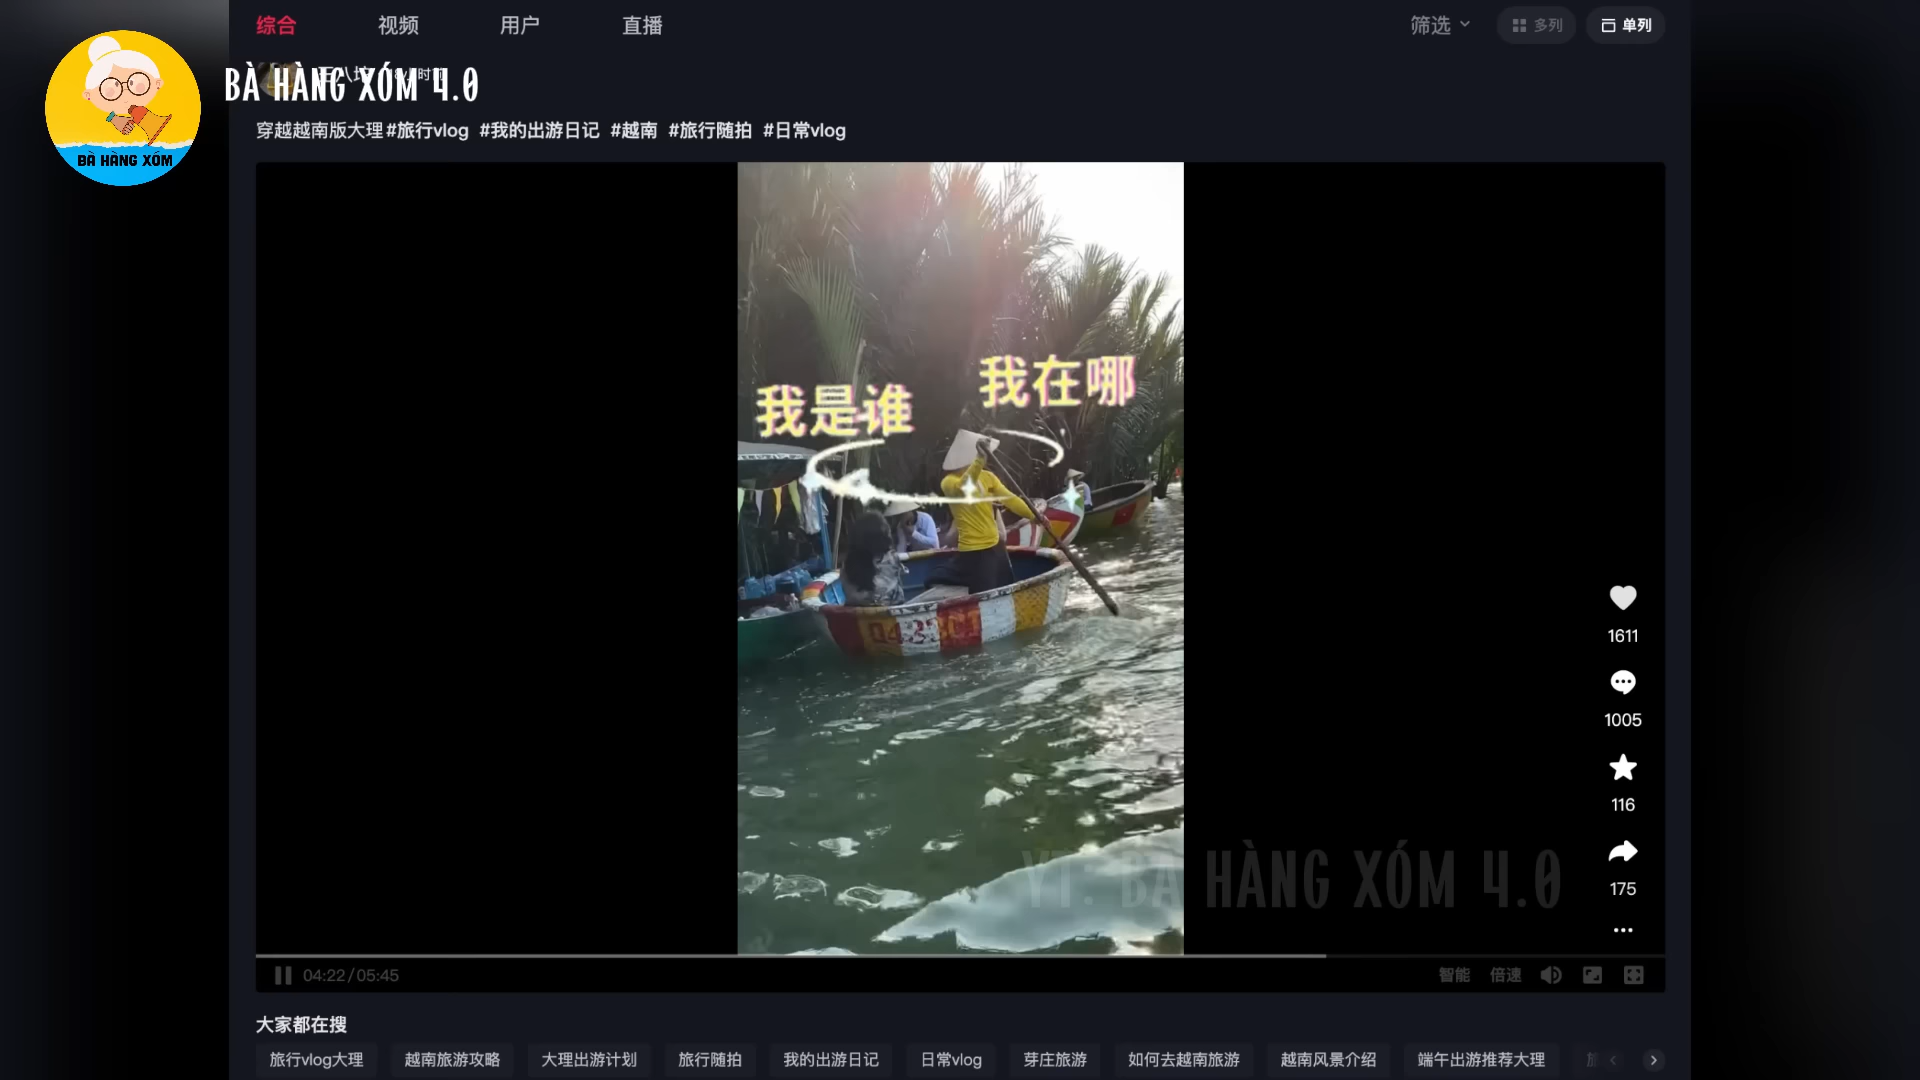 综合 视频 用户 直播 筛选 多列 单列
BÀ HÀNG XÓM 4.0
BÀ HÀNG XÓM
穿越越南版大理#旅行vlog #我的出游日记 #越南 #旅行随拍 #日常vlog
我在哪
我是谁
1611
1005
116
YT: BÀ HÀNG XÓM 4.0
175
04:22/05:45 智能 倍速
大家都在搜
旅行vlog大理 越南旅游攻略 大理出游计划 旅行随拍 我的出游日记 日常vlog 芽庄旅游 如何去越南旅游 越南风景介绍 端午出游推荐大理